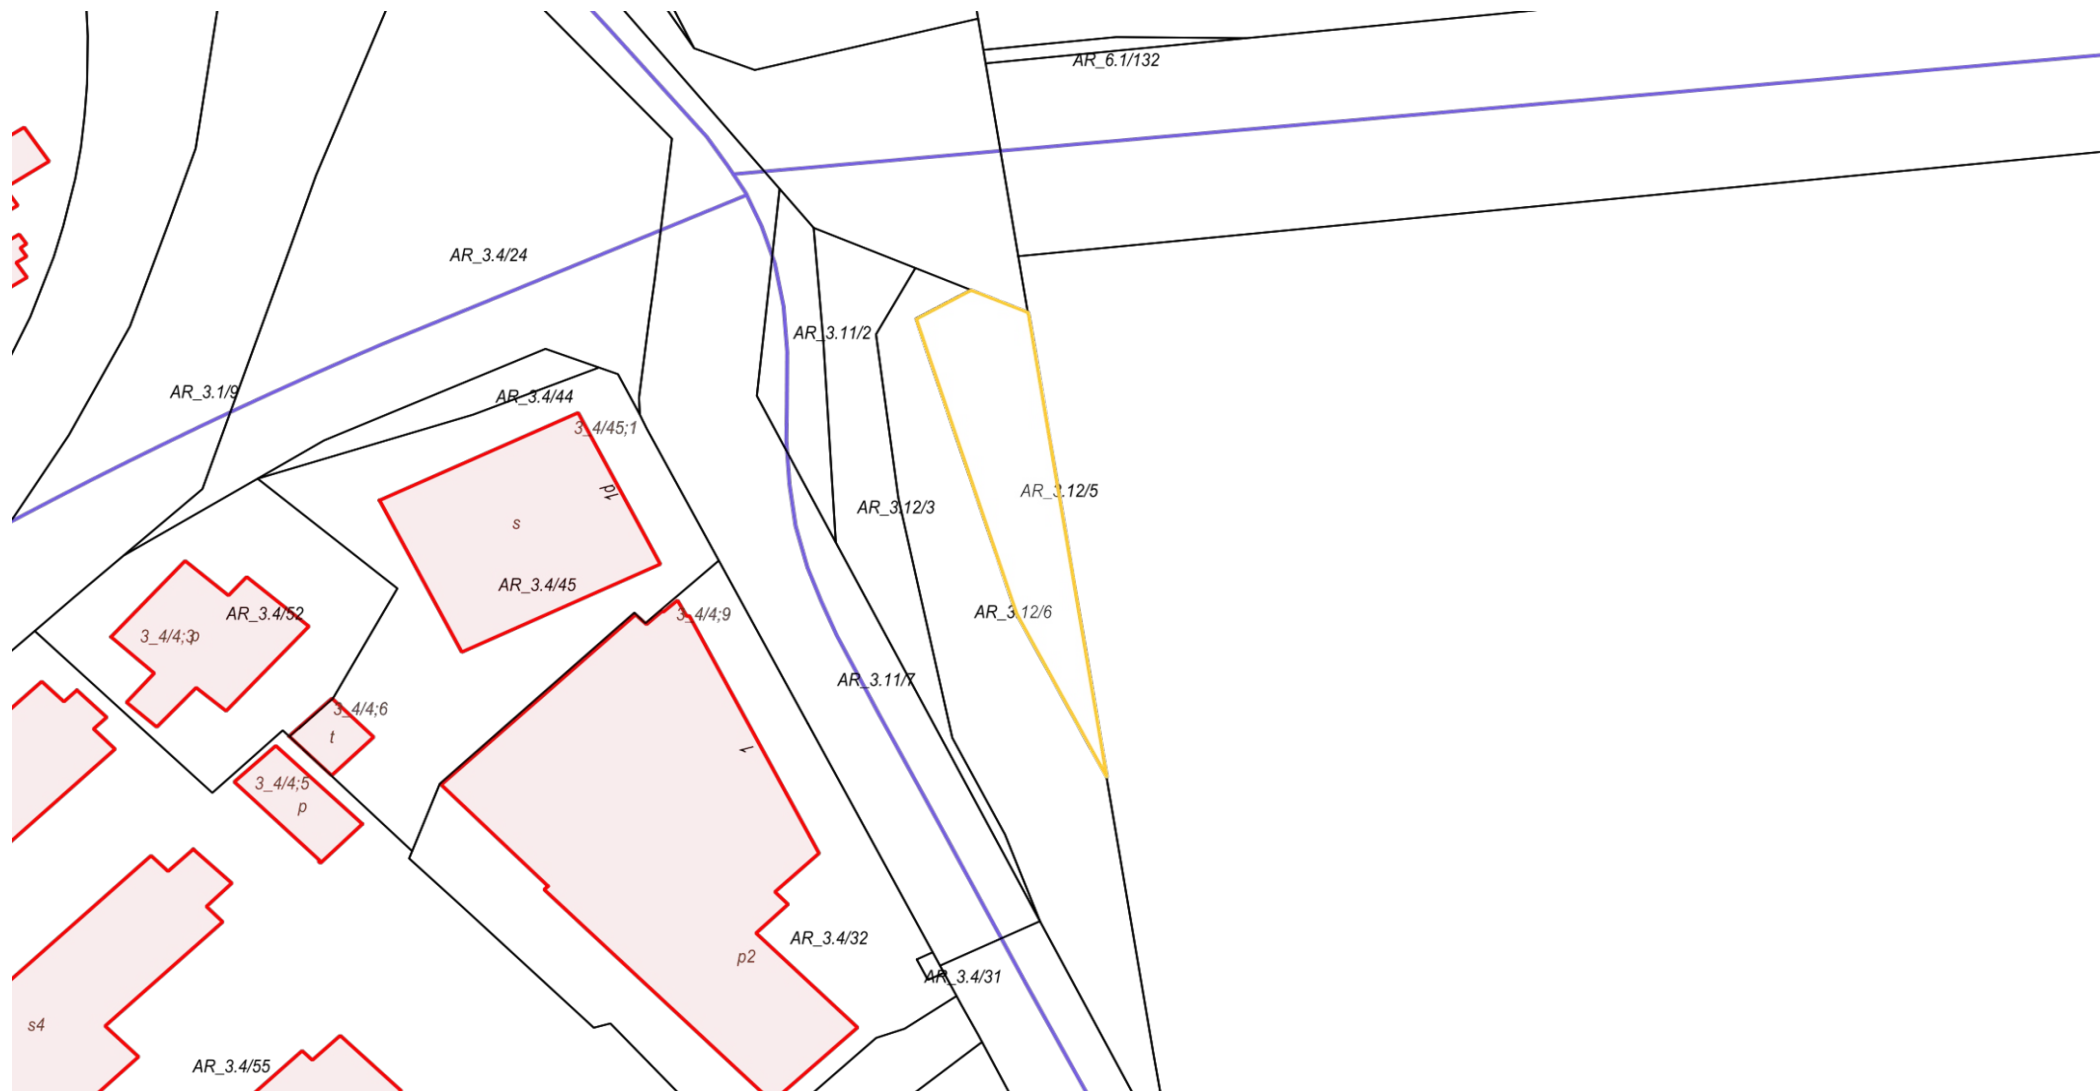 AR_6.1/132
AR_3.4/24
AR_3.11/2
AR_3.1/9
AR_3.4/44
3_4/45;1
1d
AR_3.12/5
AR_3.12/3
s
AR_3.4/45
AR_3.12/6
AR_3.4/52
3_4/4;9
3_4/4;3
p
AR_3.11/7
3_4/4;6
t
1
3_4/4;5
p
AR_3.4/32
p2
AR_3.4/31
s4
AR_3.4/55